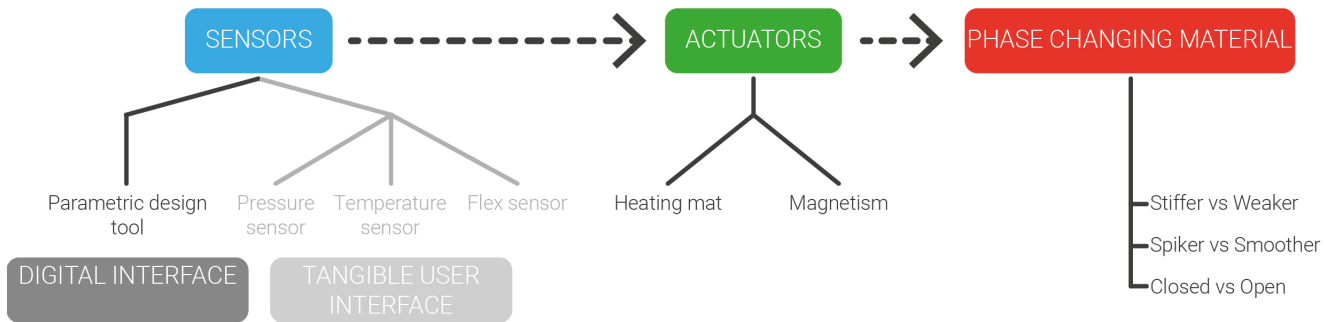 SENSORS
ACTUATORS
PHASE CHANGING MATERIAL
Parametric design
tool
Pressure
sensor
Temperature
sensor
Flex sensor
Heating mat
Magnetism
Stiffer vs Weaker
Spiker vs Smoother
Closed vs Open
DIGITAL INTERFACE
TANGIBLE USER
INTERFACE